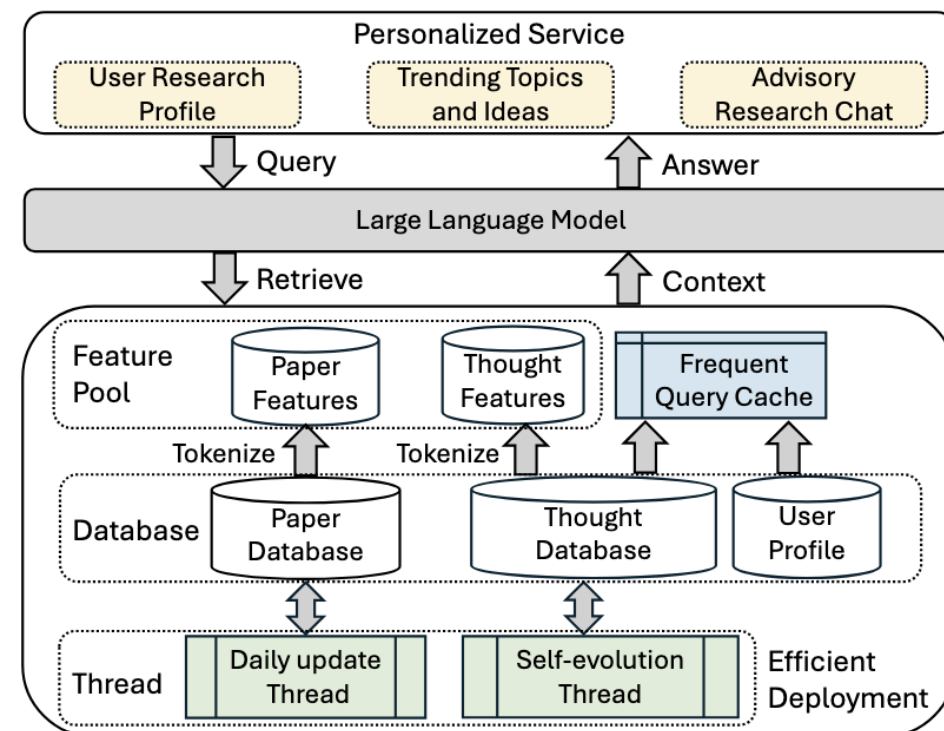 Personalized Service
User Research
Profile
Trending Topics
and Ideas
Advisory
Research Chat
Query
Answer
Large Language Model
Retrieve
Context
Feature
Pool
Paper
Features
Thought
Features
Frequent
Query Cache
Tokenize
Tokenize
Database
Paper
Database
Thought
Database
User
Profile
Thread
Daily update
Thread
Self-evolution
Thread
Efficient
Deployment